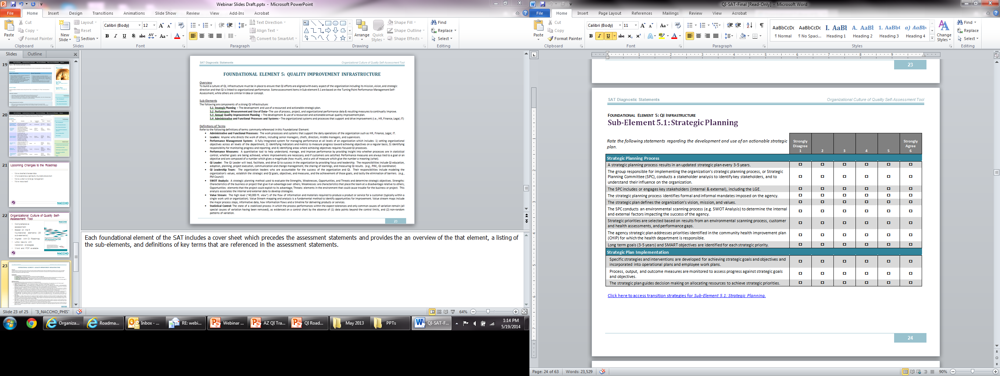 Webinar Slides Draft.pptx - Microsoft PowerPoint
File Home Insert Design Transitions Animations Slide Show Review View Add-Ins Acrobat
Cut
Copy
Format Painter
Paste
Clipboard
New Slide
Layout
Reset
Section
Slides
Calibri (Body) 12
Font
Paragraph
Text Direction
Align Text
Convert to SmartArt
Arrange
Quick Styles
Shape Fill
Shape Outline
Shape Effects
Drawing
Find
Replace
Select
Editing
Slides Outline
19
20
21
Upcoming Changes to the Roadmap
NACCHO
22
Organizational Culture of Quality Self-Assessment Tool
NACCHO
23
SAT Diagnostic Statements
Organizational Culture of Quality Self-Assessment Tool
FOUNDATIONAL ELEMENT 5: QUALITY IMPROVEMENT INFRASTRUCTURE
Overview
To build a culture of QI, infrastructure must be in place to ensure that QI efforts are aligned with every aspect of the organization including its mission, vision, and strategic
direction and that QI is linked to organizational performance. Some assessment items in Sub-element 5.1 are based on the Turning Point Performance Management Self-
Assessment, while others are similar in idea or concept.
Sub-Elements
The following are components of a strong QI infrastructure:
5.1 Strategic Planning – The development and use of a resourced and actionable strategic plan.
5.2 Performance Measurement and Use of Data– The use of process, project, and organizational performance data & resulting measures to continually improve.
5.3 Annual Quality Improvement Planning – The development & use of a resourced and actionable annual quality improvement plan.
5.4 Administrative and Functional Processes and Systems – The organizational systems and processes that support and drive improvement (i.e.; HR, Finance, Legal, IT)
Definitions of Terms
Refer to the following definitions of terms commonly referenced in this Foundational Element:
• Administrative and Functional Processes: The work processes and systems that support the daily operations of the organization such as HR, Finance, Legal, IT.
• Leaders: Anyone who directs the work of others, including senior managers, chiefs, directors, middle managers, and supervisors.
• Performance Management System: A fully integrated system for managing performance at all levels of an organization which includes: 1) setting organizational
objectives across all levels of the department; 2) identifying indicators and metrics to measure progress toward achieving objectives on a regular basis; 3) identifying
responsibility for monitoring progress and reporting; and 4) identifying areas where achieving objectives requires focused QI processes.
• Performance Measures: A quantitative tool to help understand, manage, and improve performance by providing insight into whether processes are in statistical
control; whether goals are being achieved; where improvements are necessary; and if customers are satisfied. Performance measures are always tied to a goal or an
objective and are composed of a number which gives a magnitude (how much), and a unit of measure which give the number a meaning (what).
• QI Leader: The QI Leader will lead, facilitate, and drive QI to success in the organization by providing focus and leadership. The responsibilities include QI education,
adoption, planning, project execution, communication and change management, the sharing of learnings, and measuring QI results. (e.g., PIM,, QI coordinator)
• QI Leadership Team: The organization leaders who are accountable for the success of the organization and QI. Their responsibilities include modeling the
organization's values, establish the strategic and QI goals, objectives, and measures, and the achievement of those goals, and lastly the elimination of barriers. (e.g.,
PM Council)
• SWOT Analysis: A strategic planning method used to evaluate the Strengths, Weaknesses, Opportunities, and Threats and determine strategic objectives. Strengths:
Characteristics of the business or project that give it an advantage over others; Weaknesses: are characteristics that place the team at a disadvantage relative to others;
Opportunities: elements that the project could exploit to its advantage; Threats: elements in the environment that could cause trouble for the business or project. This
analysis associates the internal and external data to develop strategies.
• Value Stream: The high level ("40,000 ft. view") of the flow of information and materials required to produce a product or service for a customer (typically within a
single work unit or organization). Value Stream mapping and analysis is a fundamental method to identify opportunities for improvement. Value stream maps include
the major process steps, informative data, how information flows and a timeline for delivering products or services.
• Statistical Control: The state of a stabilized process in which the process performances within the expect tolerances and only common causes of variation remain (all
special causes of variation having been removed), as evidenced on a control chart by the absence of (1) data points beyond the control limits, and (2) non-random
patterns of variation.
23
Each foundational element of the SAT includes a cover sheet which precedes the assessment statements and provides the an overview of the that element, a listing of
the sub-elements, and definitions of key terms that are referenced in the assessment statements.
Slide 23 of 25 "3_NACCHO_PHIS" 64%
Organiza... Roadma... Inbox - ... RE: webi... Webinar ... AZ QI Tra... QI Road... May 2013 PPTs QI-SAT-F...
1:14 PM
5/19/2014
QI-SAT-Final [Read-Only] - Microsoft Word
File Home Insert Page Layout References Mailings Review View Acrobat
Cut
Copy
Format Painter
Paste
Clipboard
Calibri (Body) 11
Font
Paragraph
¶ Normal ¶ No Spaci... Heading 1 Heading 2 Heading 3 Heading 4
Change Styles
Styles
Find
Replace
Select
Editing
23
SAT Diagnostic Statements
Organizational Culture of Quality Self-Assessment Tool
FOUNDATIONAL ELEMENT 5: QI INFRASTRUCTURE
Sub-Element 5.1: Strategic Planning
Rate the following statements regarding the development and use of an actionable strategic
plan.
Strongly Disagree 1 2 3 4 5 Strongly Agree 6
Strategic Planning Process
A strategic planning process results in an updated strategic plan every 3-5 years.
The group responsible for implementing the organization's strategic planning process, or Strategic
Planning Committee (SPC), conducts a stakeholder analysis to identify key stakeholders, and to
understand their influence on the organization.
The SPC includes or engages key stakeholders (internal & external), including the LGE.
The strategic planning process identifies formal and informal mandates imposed on the agency.
The strategic plan defines the organization's vision, mission, and values.
The SPC conducts an environmental scanning process (e.g. SWOT Analysis) to determine the internal
and external factors impacting the success of the agency.
Strategic priorities are selected based on results from an environmental scanning process, customer
and health assessments, and performance gaps.
The agency strategic plan addresses priorities identified in the community health improvement plan
(CHIP) for which the health department is responsible.
Long term goals (3-5 years) and SMART objectives are identified for each strategic priority.
Strategic Plan Implementation
Specific strategies and interventions are developed for achieving strategic goals and objectives and
incorporated into operational plans and employee work plans.
Process, output, and outcome measures are monitored to assess progress against strategic goals
and objectives.
The strategic plan guides decision making on allocating resources to achieve strategic priorities.
Click here to access transition strategies for Sub-Element 5.1: Strategic Planning.
24
Page: 24 of 63 Words: 23,529 90%